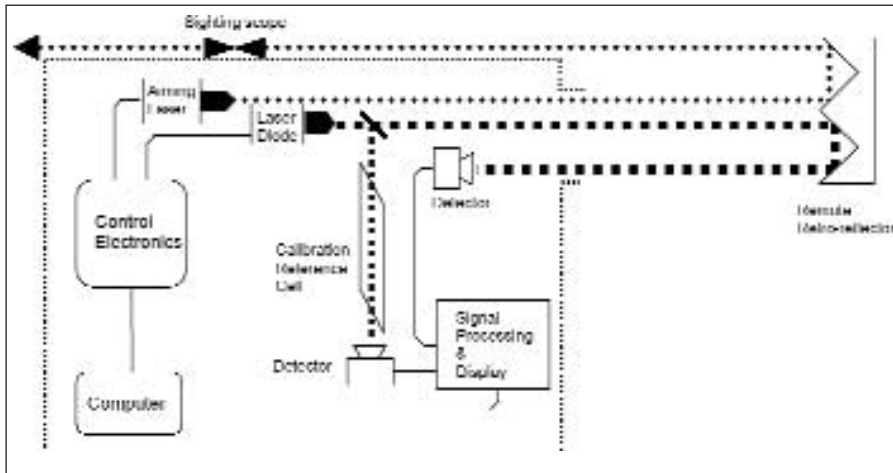 Sighting scope
Aiming
Laser
Laser
Diode
Control
Electronics
Detector
Remote
Retro-reflector
Calibration
Reference
Cell
Signal
Processing
&
Display
Detector
Computer